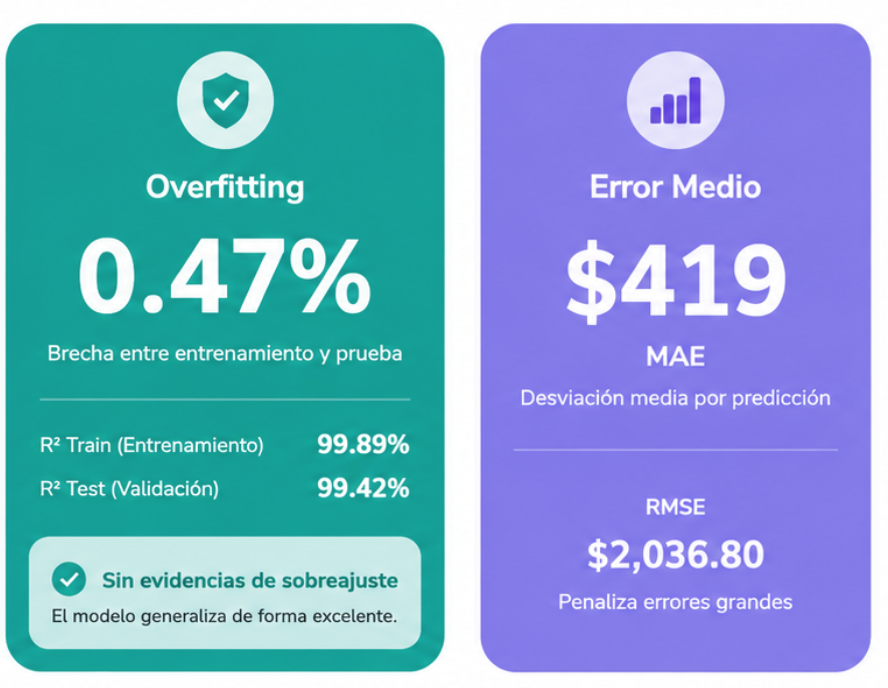 Overfitting
0.47%
Brecha entre entrenamiento y prueba
R² Train (Entrenamiento) 99.89%
R² Test (Validación) 99.42%
Sin evidencias de sobreajuste
El modelo generaliza de forma excelente.
Error Medio
$419
MAE
Desviación media por predicción
RMSE
$2,036.80
Penaliza errores grandes